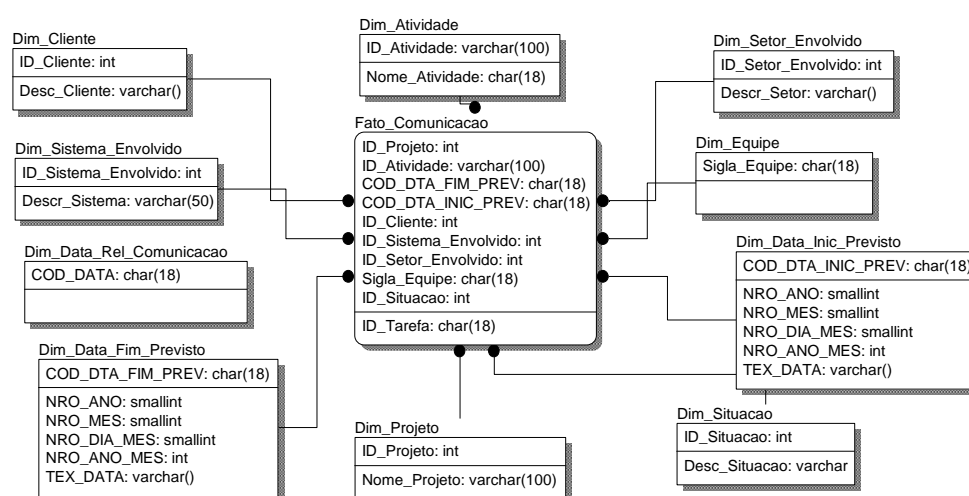 Dim_Cliente
ID_Cliente: int
Desc_Cliente: varchar()
Dim_Atividade
ID_Atividade: varchar(100)
Nome_Atividade: char(18)
Dim_Setor_Envolvido
ID_Setor_Envolvido: int
Descr_Setor: varchar()
Dim_Sistema_Envolvido
ID_Sistema_Envolvido: int
Descr_Sistema: varchar(50)
Fato_Comunicacao
ID_Projeto: int
ID_Atividade: varchar(100)
COD_DTA_FIM_PREV: char(18)
COD_DTA_INIC_PREV: char(18)
ID_Cliente: int
ID_Sistema_Envolvido: int
ID_Setor_Envolvido: int
Sigla_Equipe: char(18)
ID_Situacao: int
ID_Tarefa: char(18)
Dim_Equipe
Sigla_Equipe: char(18)
Dim_Data_Rel_Comunicacao
COD_DATA: char(18)
Dim_Data_Inic_Previsto
COD_DTA_INIC_PREV: char(18)
NRO_ANO: smallint
NRO_MES: smallint
NRO_DIA_MES: smallint
NRO_ANO_MES: int
TEX_DATA: varchar()
Dim_Data_Fim_Previsto
COD_DTA_FIM_PREV: char(18)
NRO_ANO: smallint
NRO_MES: smallint
NRO_DIA_MES: smallint
NRO_ANO_MES: int
TEX_DATA: varchar()
Dim_Projeto
ID_Projeto: int
Nome_Projeto: varchar(100)
Dim_Situacao
ID_Situacao: int
Desc_Situacao: varchar